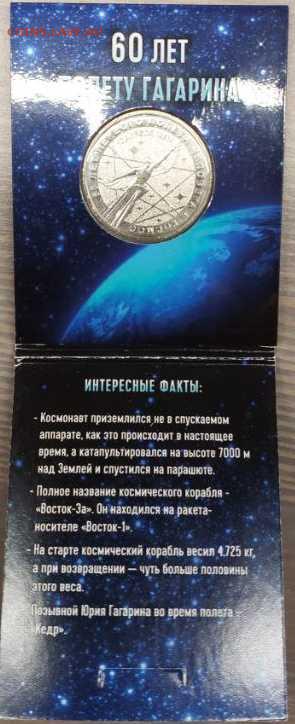 COINS.LAV.RU
60 ЛЕТ
ПОЛЕТУ ГАГАРИНА
ИНТЕРЕСНЫЕ ФАКТЫ:
- Космонавт приземлился не в спускаемом
аппарате, как это происходит в настоящее
время, а катапультировался на высоте 7000 м
над Землей и спустился на парашюте.
- Полное название космического корабля -
«Восток-3а». Он находился на ракета-
носителе «Восток-1».
- На старте космический корабль весил 4.725 кг,
а при возвращении — чуть больше половины
этого веса.
Позывной Юрия Гагарина во время полета -
«Кедр».